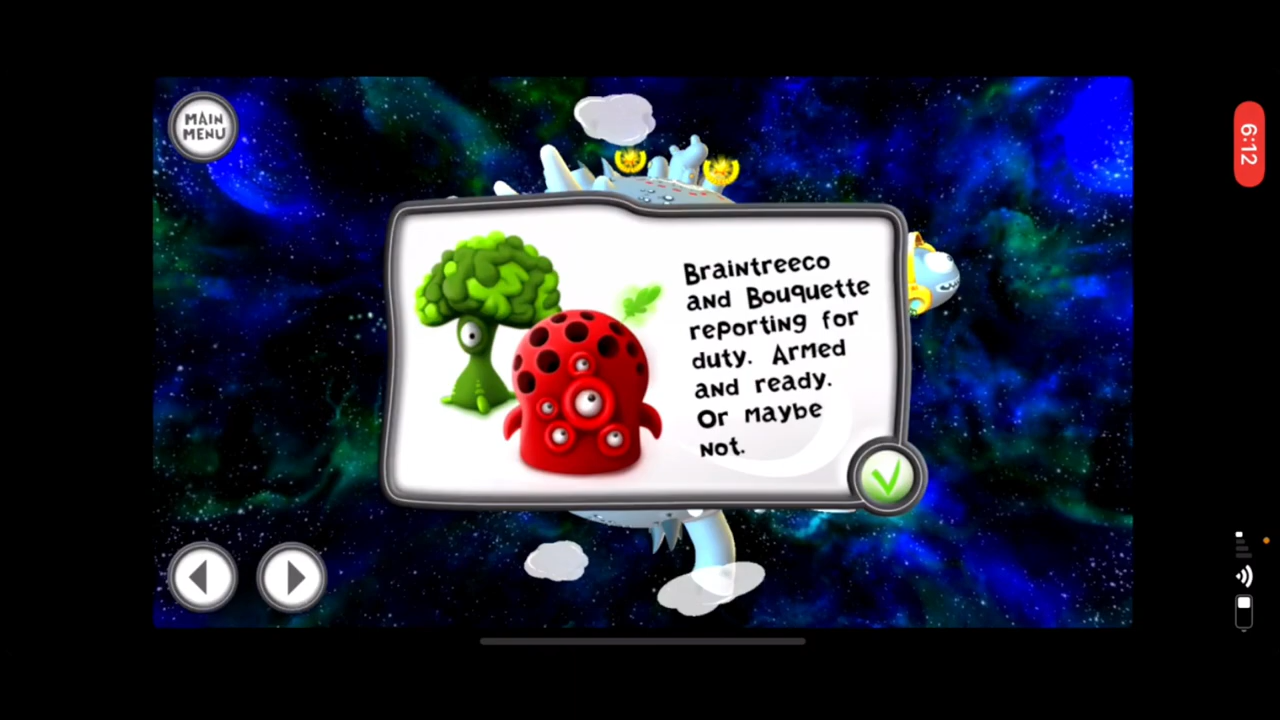 MAIN
MENU
Braintreeco
and Bouquette
reporting for
duty. Armed
and ready.
Or maybe
not.
6:12